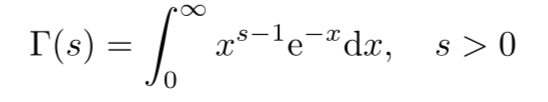 Γ(s) = ∫₀^∞ x^{s−1}e^{−x}dx, s > 0